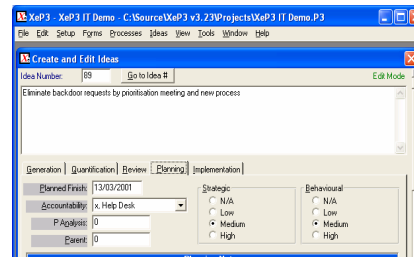 XeP3 - XeP3 IT Demo - C:\Source\XeP3 v3.23\Projects\XeP3 IT Demo.P3
File Edit Setup Forms Processes Ideas View Tools Window Help
Create and Edit Ideas
Idea Number: 89 Go to Idea # Edit Mode
Eliminate backdoor requests by prioritisation meeting and new process
Generation Quantification Review Planning Implementation
Planned Finish: 13/03/2001 Strategic Behavioural
N/A N/A
Accountability: x, Help Desk Low Low
P Analysis: 0 Medium Medium
Parent: 0 High High